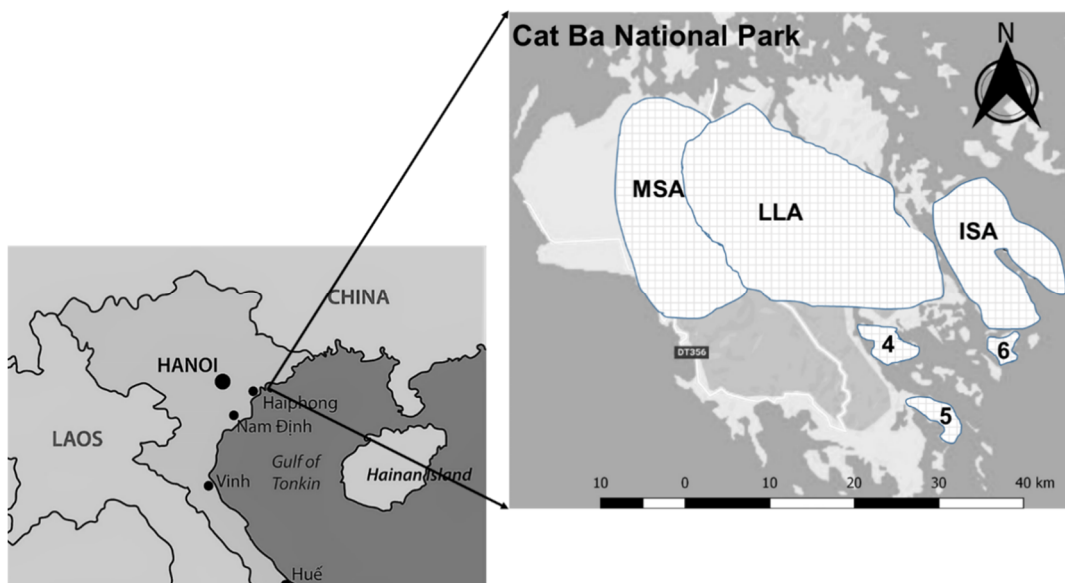 Cat Ba National Park
N
MSA
LLA
ISA
4
6
5
DT356
10 0 10 20 30 40 km
CHINA
HANOI
Haiphong
Nam Định
LAOS
Gulf of
Tonkin
Hainan Island
Vinh
Huế